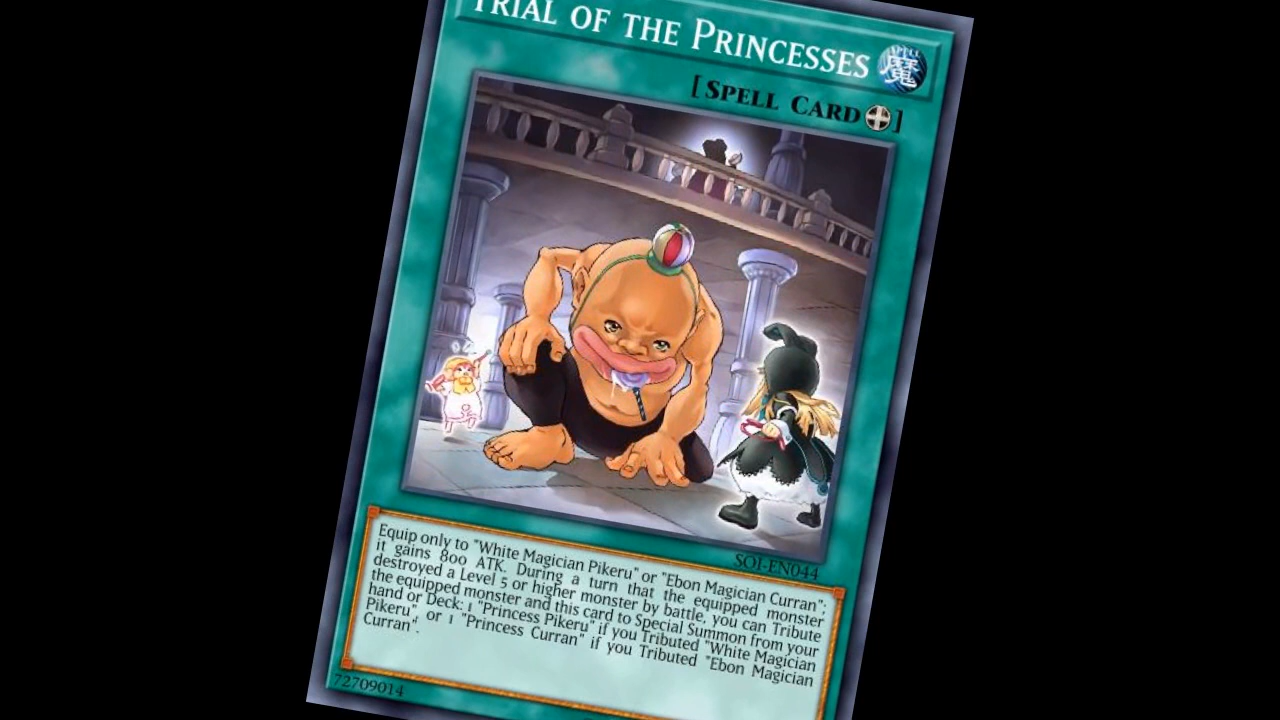 TRIAL OF THE PRINCESSES
SPELL
魔
[ SPELL CARD ]
SOI-EN044
Equip only to "White Magician Pikeru" or "Ebon Magician Curran";
it gains 800 ATK. During a turn that the equipped monster
destroyed a Level 5 or higher monster by battle, you can Tribute
the equipped monster and this card to Special Summon from your
hand or Deck: 1 "Princess Pikeru" if you Tributed "White Magician
Pikeru", or 1 "Princess Curran" if you Tributed "Ebon Magician
Curran".
72709014